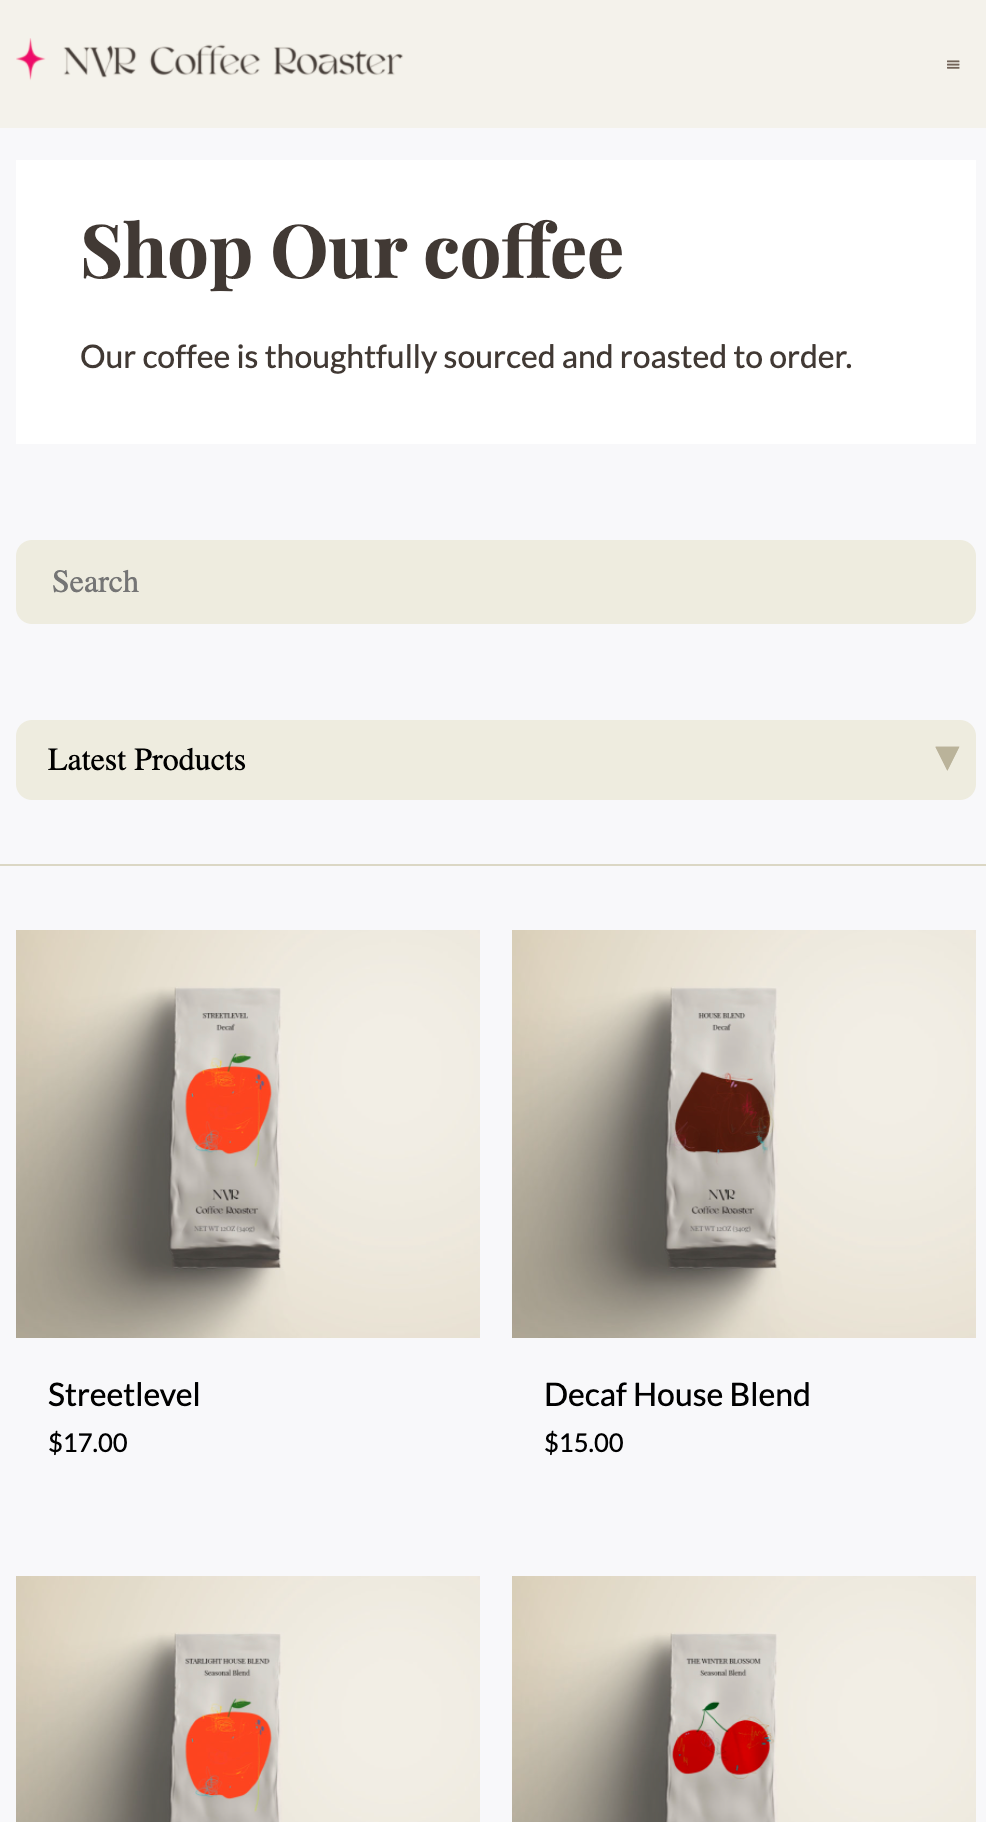 NVR Coffee Roaster
Shop Our coffee
Our coffee is thoughtfully sourced and roasted to order.
Search
Latest Products
STREETLEVEL
Decaf
NVR
Coffee Roaster
NET WT 12OZ (340g)
HOUSE BLEND
Decaf
NVR
Coffee Roaster
NET WT 12OZ (340g)
Streetlevel
$17.00
Decaf House Blend
$15.00
STARLIGHT HOUSE BLEND
Seasonal Blend
THE WINTER BLOSSOM
Seasonal Blend